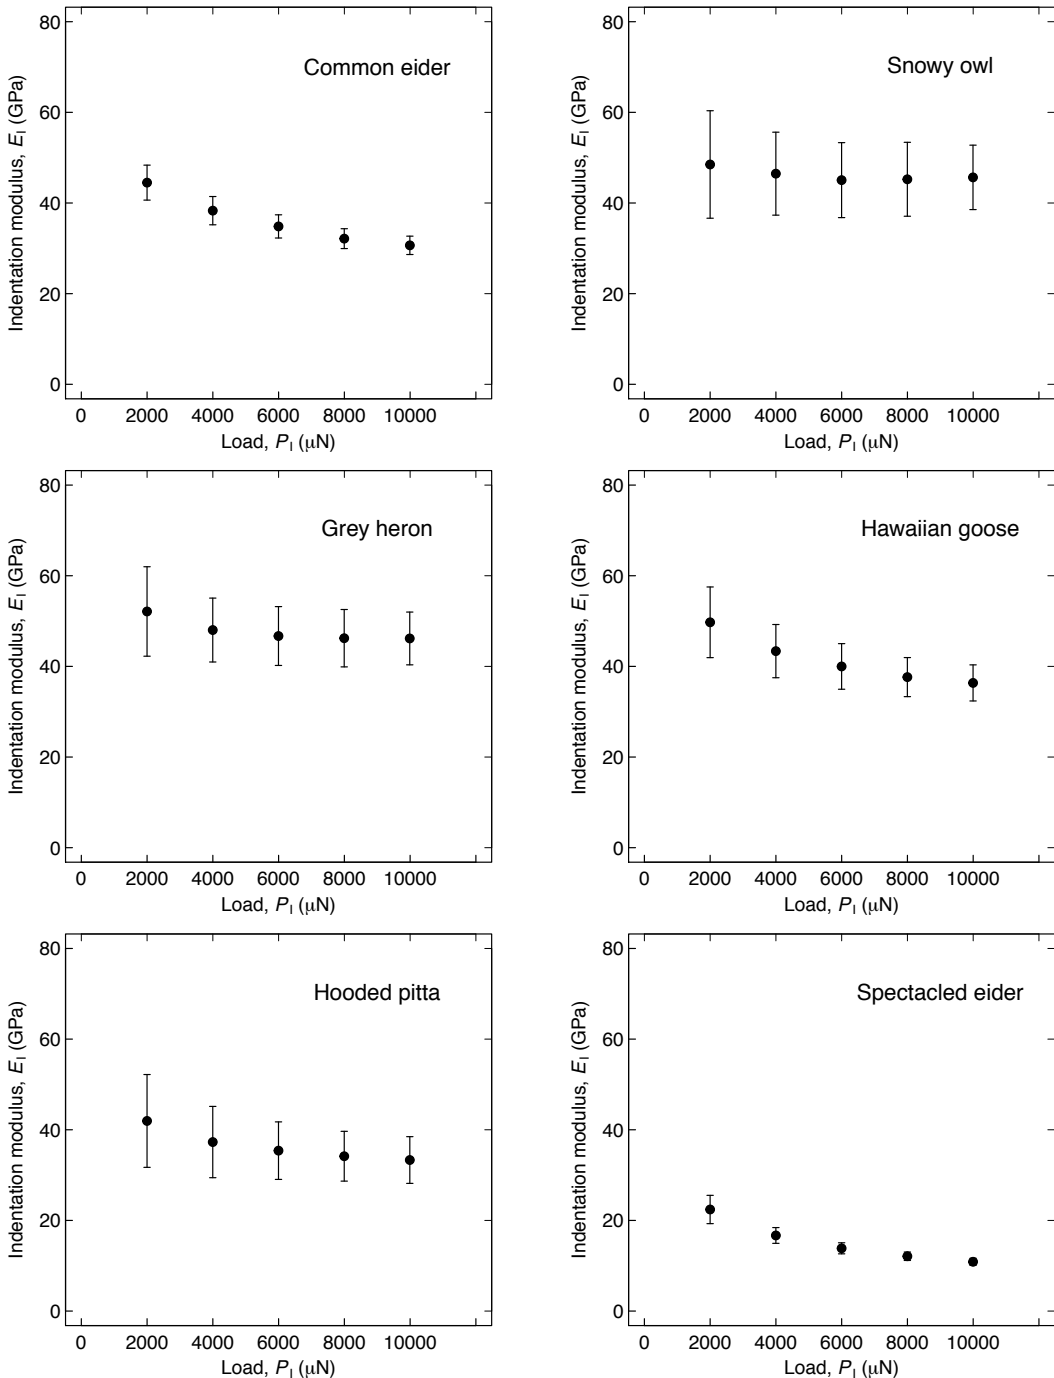 80
60
40
20
0
Indentation modulus, E_I (GPa)
Common eider
0 2000 4000 6000 8000 10000
Load, P_I (μN)
80
60
40
20
0
Indentation modulus, E_I (GPa)
Snowy owl
0 2000 4000 6000 8000 10000
Load, P_I (μN)
80
60
40
20
0
Indentation modulus, E_I (GPa)
Grey heron
0 2000 4000 6000 8000 10000
Load, P_I (μN)
80
60
40
20
0
Indentation modulus, E_I (GPa)
Hawaiian goose
0 2000 4000 6000 8000 10000
Load, P_I (μN)
80
60
40
20
0
Indentation modulus, E_I (GPa)
Hooded pitta
0 2000 4000 6000 8000 10000
Load, P_I (μN)
80
60
40
20
0
Indentation modulus, E_I (GPa)
Spectacled eider
0 2000 4000 6000 8000 10000
Load, P_I (μN)